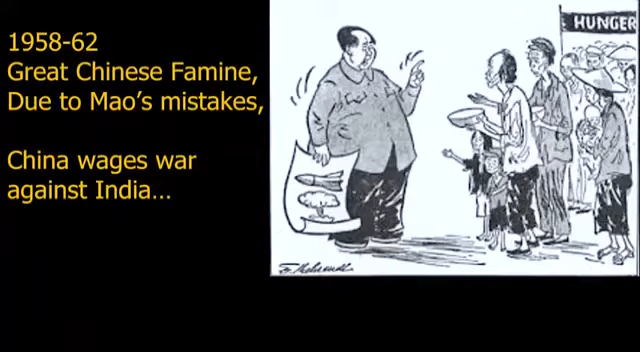 1958-62
Great Chinese Famine,
Due to Mao's mistakes,
China wages war
against India...
HUNGER